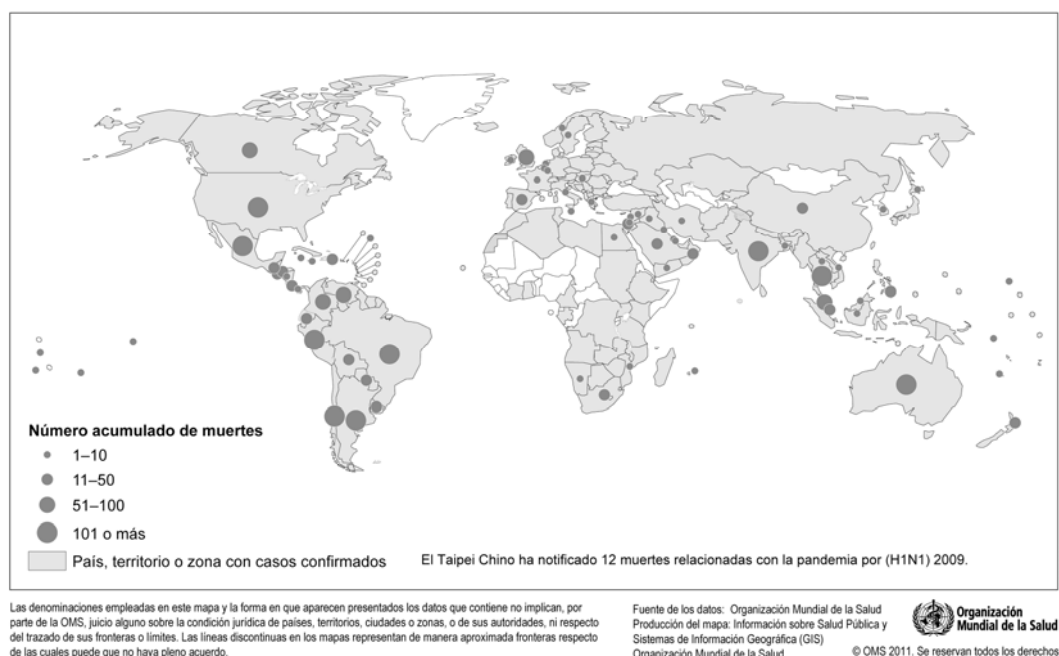 Número acumulado de muertes
1–10
11–50
51–100
101 o más
País, territorio o zona con casos confirmados
El Taipei Chino ha notificado 12 muertes relacionadas con la pandemia por (H1N1) 2009.
Las denominaciones empleadas en este mapa y la forma en que aparecen presentados los datos que contiene no implican, por
parte de la OMS, juicio alguno sobre la condición jurídica de países, territorios, ciudades o zonas, o de sus autoridades, ni respecto
del trazado de sus fronteras o límites. Las líneas discontinuas en los mapas representan de manera aproximada fronteras respecto
de las cuales puede que no haya pleno acuerdo.
Fuente de los datos: Organización Mundial de la Salud
Producción del mapa: Información sobre Salud Pública y
Sistemas de Información Geográfica (GIS)
Organización Mundial de la Salud
Organización
Mundial de la Salud
© OMS 2011. Se reservan todos los derechos